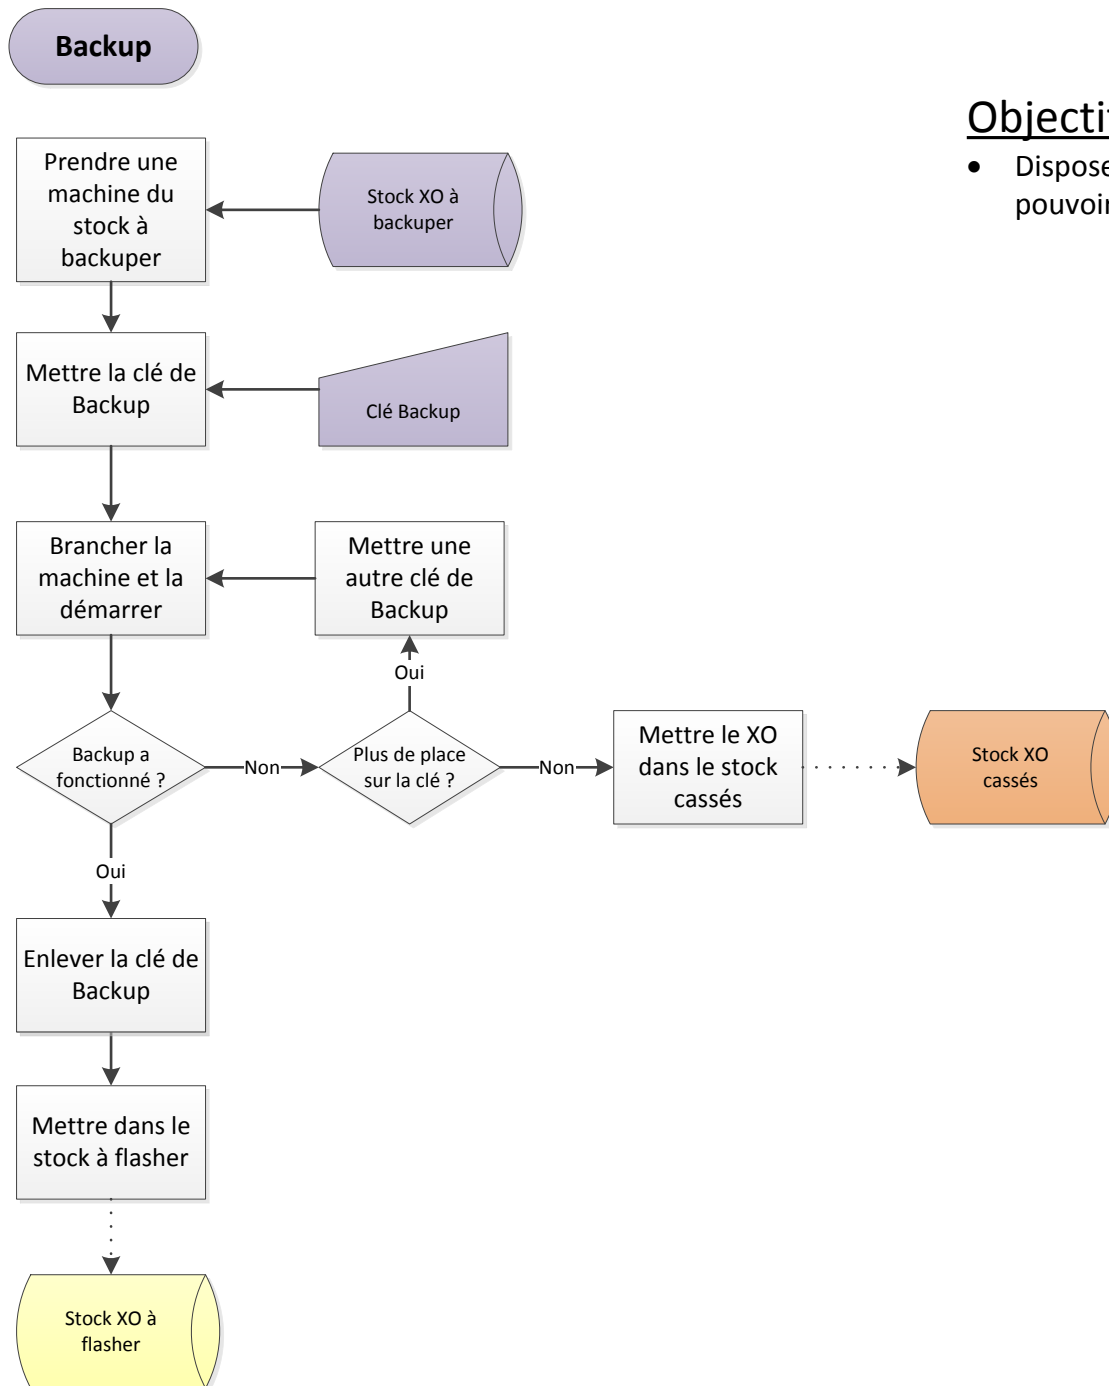 Backup
Objecti
Dispose
pouvoir
Prendre une
machine du
stock à
backuper
Stock XO à
backuper
Mettre la clé de
Backup
Clé Backup
Brancher la
machine et la
démarrer
Mettre une
autre clé de
Backup
Oui
Backup a
fonctionné ?
Non
Plus de place
sur la clé ?
Non
Mettre le XO
dans le stock
cassés
Stock XO
cassés
Oui
Enlever la clé de
Backup
Mettre dans le
stock à flasher
Stock XO à
flasher